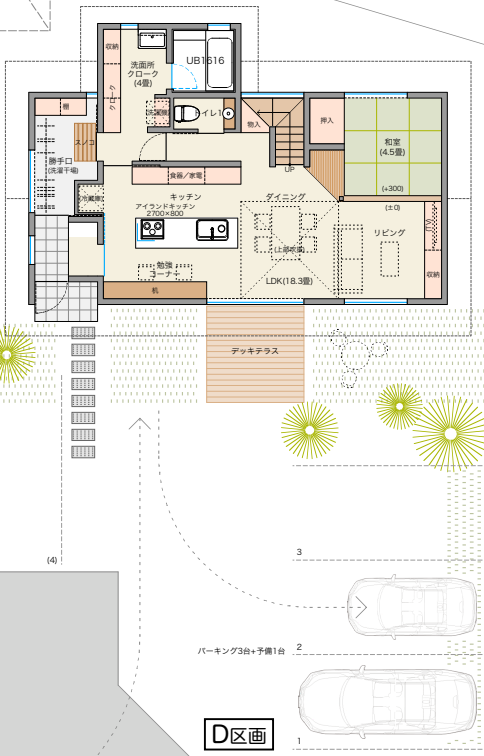 収納
洗面所
クローク
(4畳)
UB1616
クローク
洗濯機
トイレ1
棚
スノコ
物入
押入
和室
(4.5畳)
勝手口
(洗濯干場)
UP
食器／家電
(+300)
冷蔵庫
キッチン
ダイニング
アイランドキッチン
2700×800
(±0)
リビング
(TV)
(上部吹抜)
勉強
コーナー
LDK(18.3畳)
収納
机
デッキテラス
3
(4)
パーキング3台+予備1台
2
D区画
1